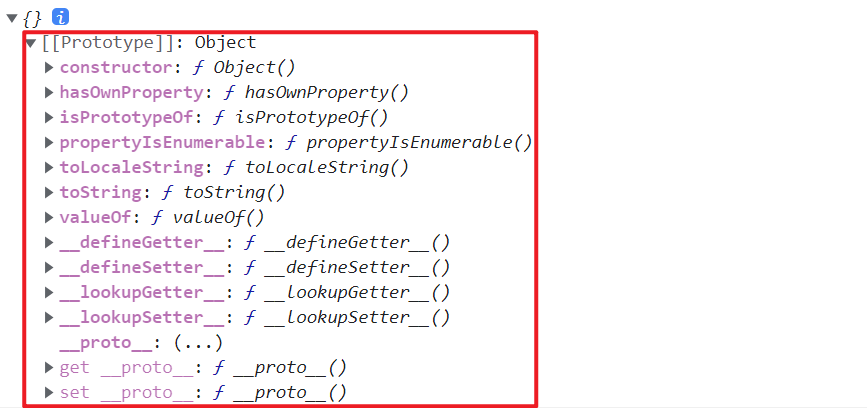 ▼{} i
▼[[Prototype]]: Object
▶constructor: ƒ Object()
▶hasOwnProperty: ƒ hasOwnProperty()
▶isPrototypeOf: ƒ isPrototypeOf()
▶propertyIsEnumerable: ƒ propertyIsEnumerable()
▶toLocaleString: ƒ toLocaleString()
▶toString: ƒ toString()
▶valueOf: ƒ valueOf()
▶__defineGetter__: ƒ __defineGetter__()
▶__defineSetter__: ƒ __defineSetter__()
▶__lookupGetter__: ƒ __lookupGetter__()
▶__lookupSetter__: ƒ __lookupSetter__()
__proto__: (...)
▶get __proto__: ƒ __proto__()
▶set __proto__: ƒ __proto__()